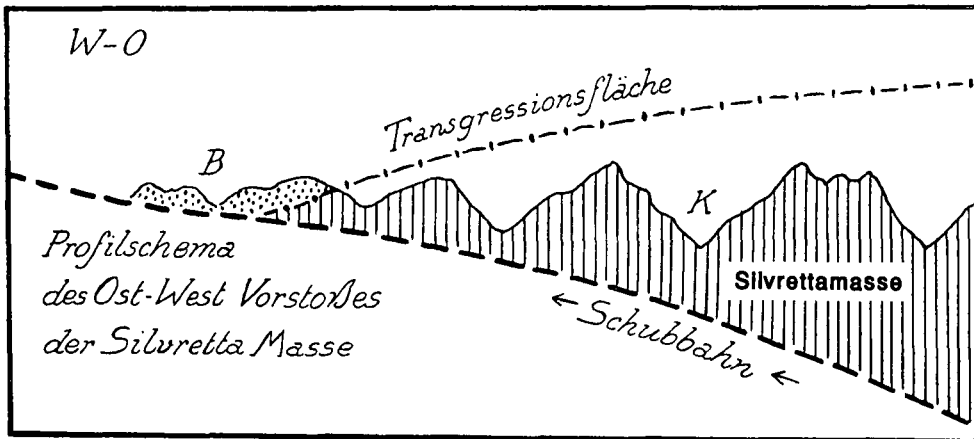 W-O
Transgressionsfläche
B
K
Silvrettamasse
Profilschema
des Ost-West Vorstoßes
der Silvretta Masse
← Schubbahn ←